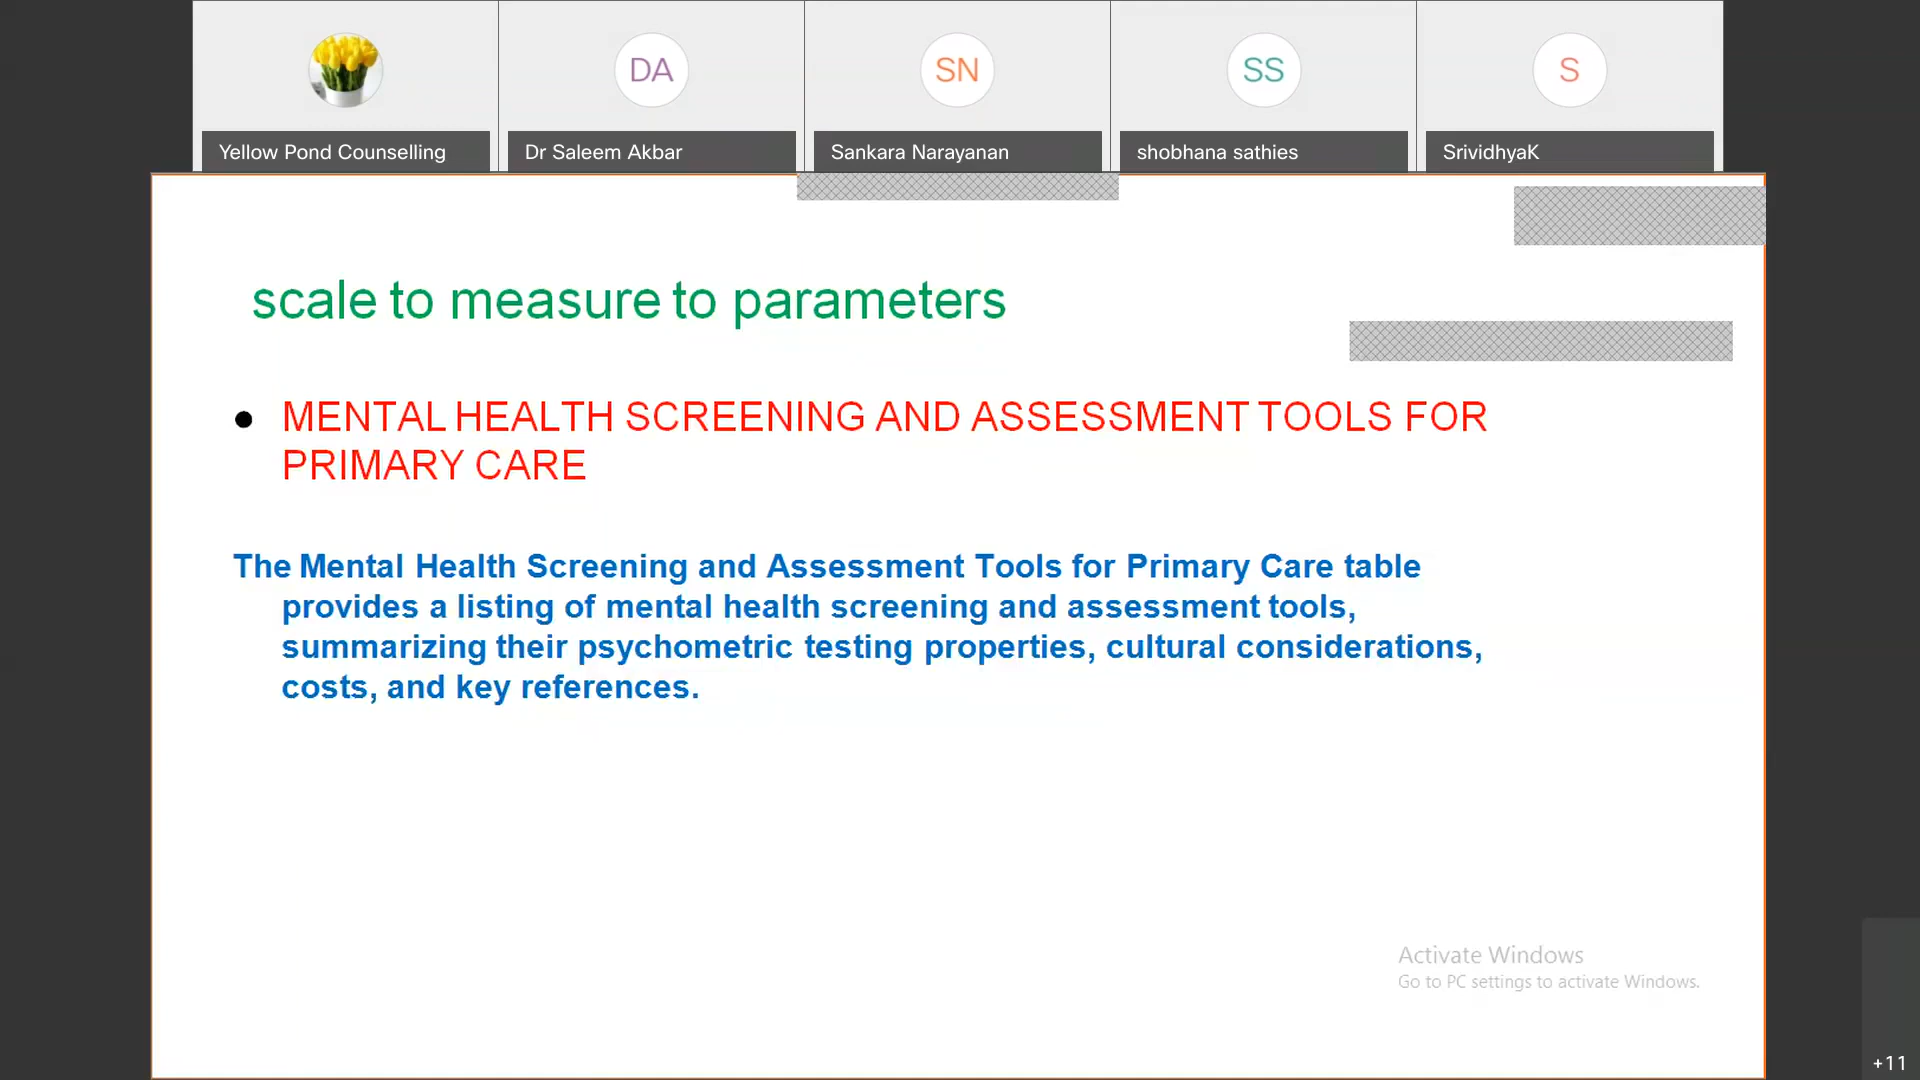 DA
SN
SS
S
Yellow Pond Counselling
Dr Saleem Akbar
Sankara Narayanan
shobhana sathies
SrividhyaK
scale to measure to parameters
● MENTAL HEALTH SCREENING AND ASSESSMENT TOOLS FOR
PRIMARY CARE
The Mental Health Screening and Assessment Tools for Primary Care table
provides a listing of mental health screening and assessment tools,
summarizing their psychometric testing properties, cultural considerations,
costs, and key references.
Activate Windows
Go to PC settings to activate Windows.
+11